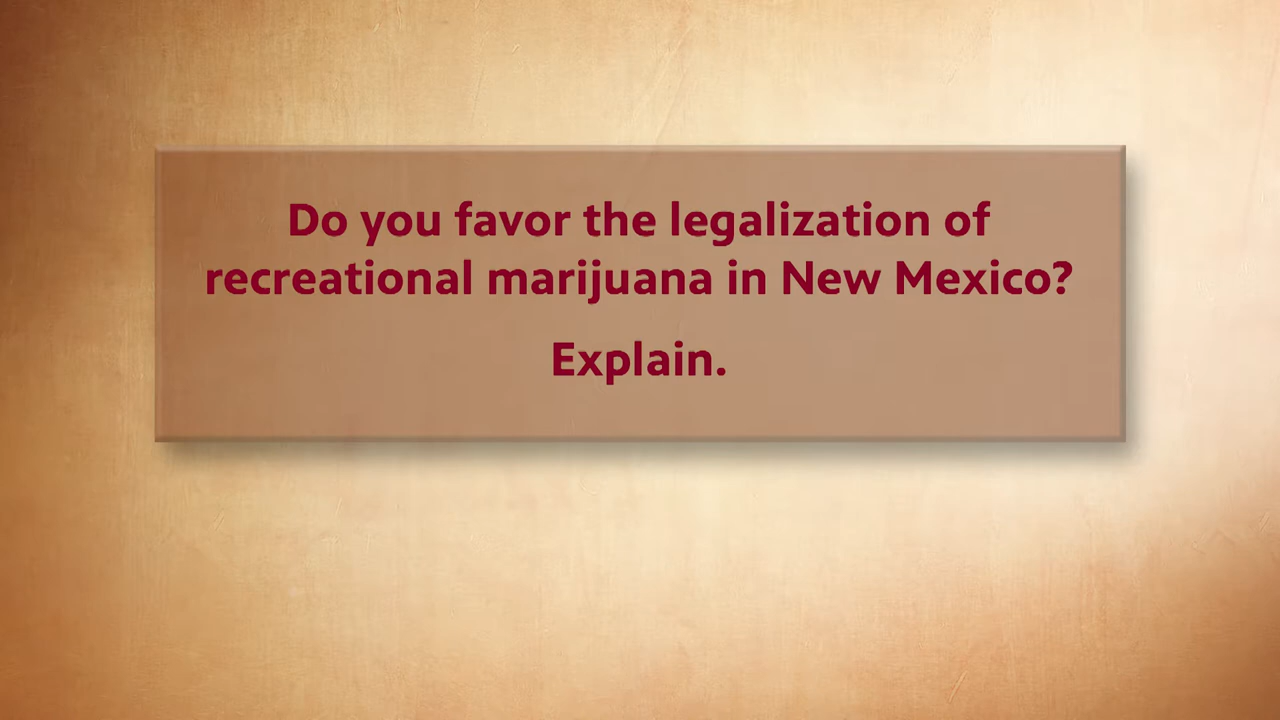 Do you favor the legalization of
recreational marijuana in New Mexico?
Explain.